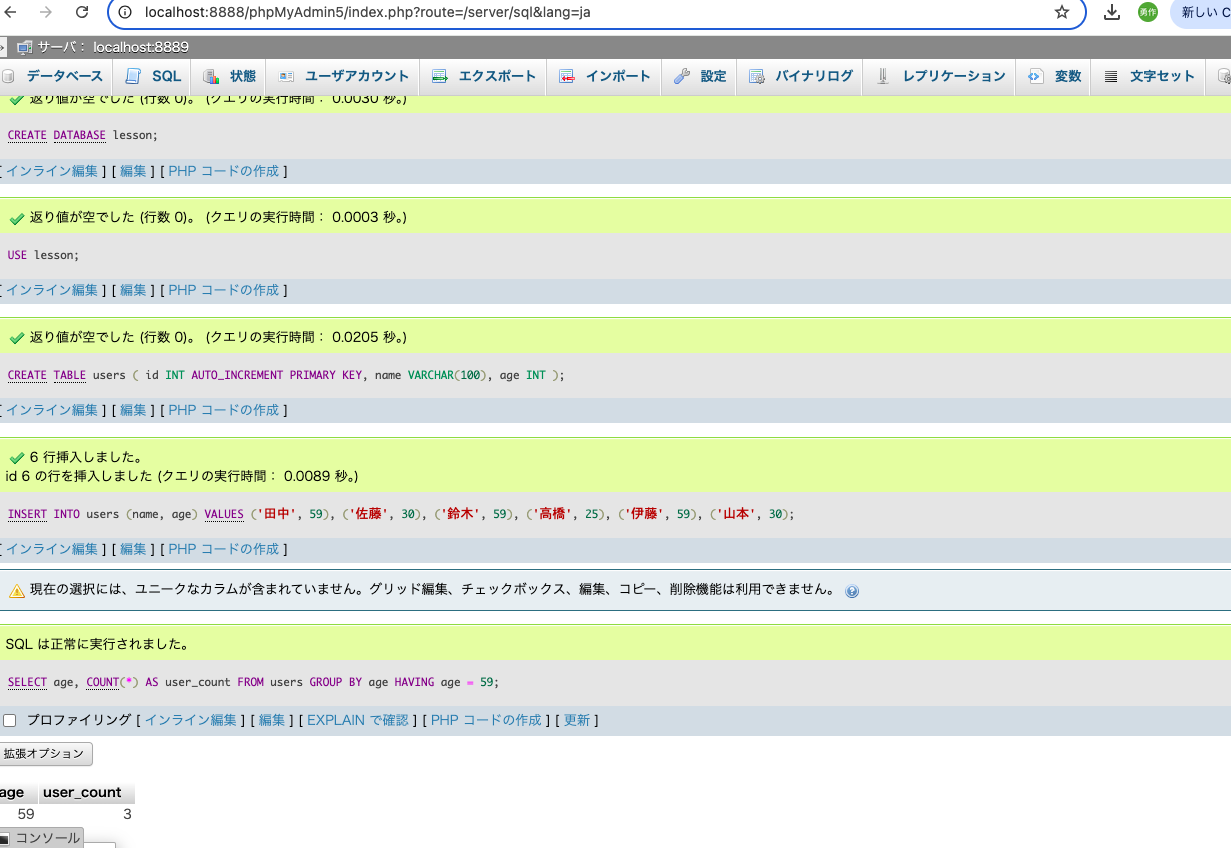 localhost:8888/phpMyAdmin5/index.php?route=/server/sql&lang=ja
勇作
新しい C
サーバ： localhost:8889
データベース SQL 状態 ユーザアカウント エクスポート インポート 設定 バイナリログ レプリケーション 変数 文字セット
返り値が空でした (行数 0)。 (クエリの実行時間： 0.0030 秒。)
CREATE DATABASE lesson;
[ インライン編集 ] [ 編集 ] [ PHP コードの作成 ]
返り値が空でした (行数 0)。 (クエリの実行時間： 0.0003 秒。)
USE lesson;
[ インライン編集 ] [ 編集 ] [ PHP コードの作成 ]
返り値が空でした (行数 0)。 (クエリの実行時間： 0.0205 秒。)
CREATE TABLE users ( id INT AUTO_INCREMENT PRIMARY KEY, name VARCHAR(100), age INT );
[ インライン編集 ] [ 編集 ] [ PHP コードの作成 ]
6 行挿入しました。
id 6 の行を挿入しました (クエリの実行時間： 0.0089 秒。)
INSERT INTO users (name, age) VALUES ('田中', 59), ('佐藤', 30), ('鈴木', 59), ('高橋', 25), ('伊藤', 59), ('山本', 30);
[ インライン編集 ] [ 編集 ] [ PHP コードの作成 ]
現在の選択には、ユニークなカラムが含まれていません。グリッド編集、チェックボックス、編集、コピー、削除機能は利用できません。
SQL は正常に実行されました。
SELECT age, COUNT(*) AS user_count FROM users GROUP BY age HAVING age = 59;
プロファイリング [ インライン編集 ] [ 編集 ] [ EXPLAIN で確認 ] [ PHP コードの作成 ] [ 更新 ]
拡張オプション
age user_count
59 3
コンソール